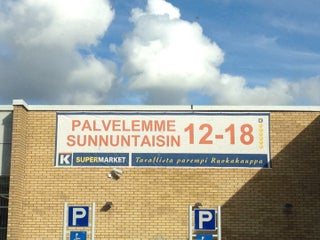 PALVELEMME
SUNNUNTAISIN 12-18
K SUPERMARKET Tavallista parempi Ruokakauppa
P P